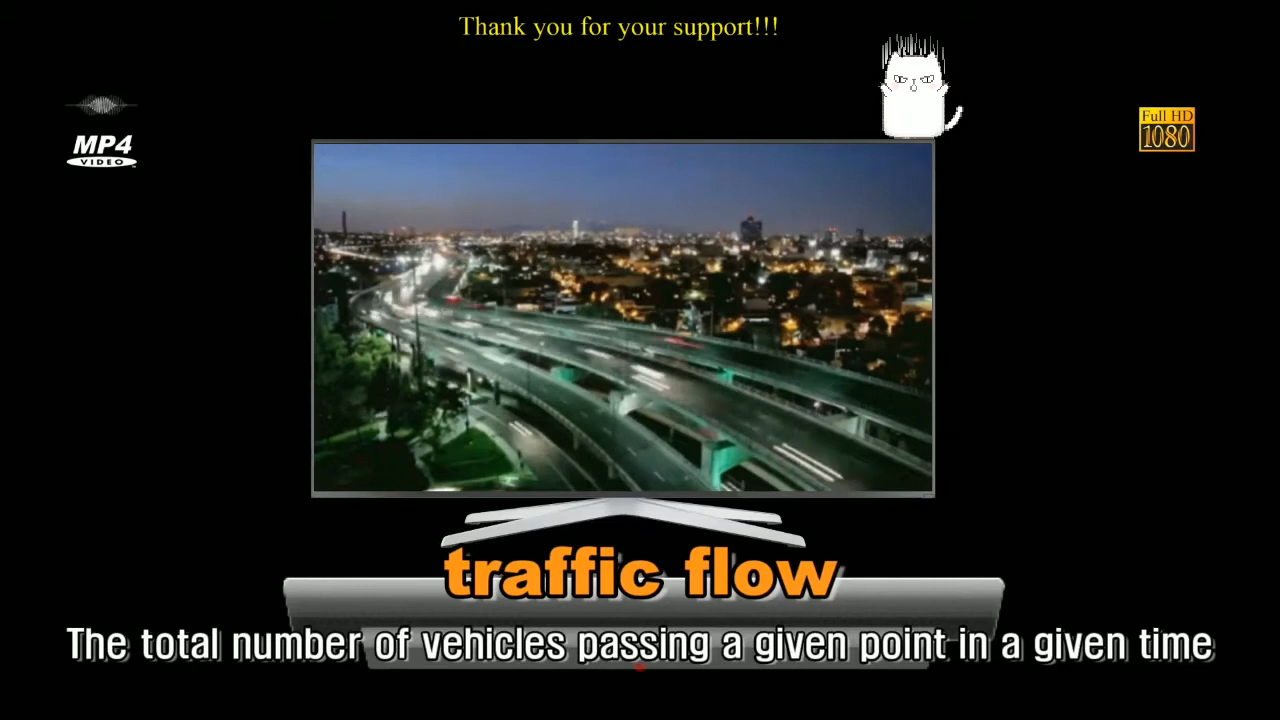 Thank you for your support!!!
MP4
VIDEO
Full HD
1080
traffic flow
The total number of vehicles passing a given point in a given time